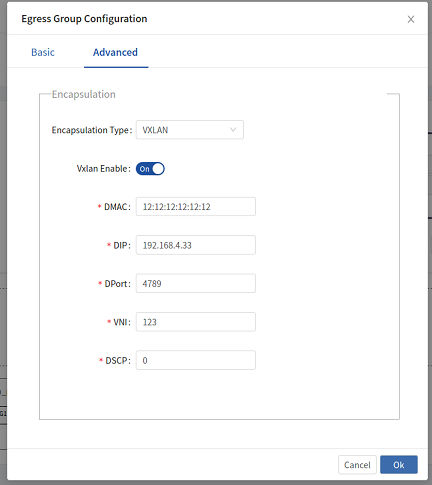 Egress Group Configuration
Basic Advanced
Encapsulation
Encapsulation Type: VXLAN
Vxlan Enable: On
* DMAC: 12:12:12:12:12:12
* DIP: 192.168.4.33
* DPort: 4789
* VNI: 123
* DSCP: 0
Cancel Ok